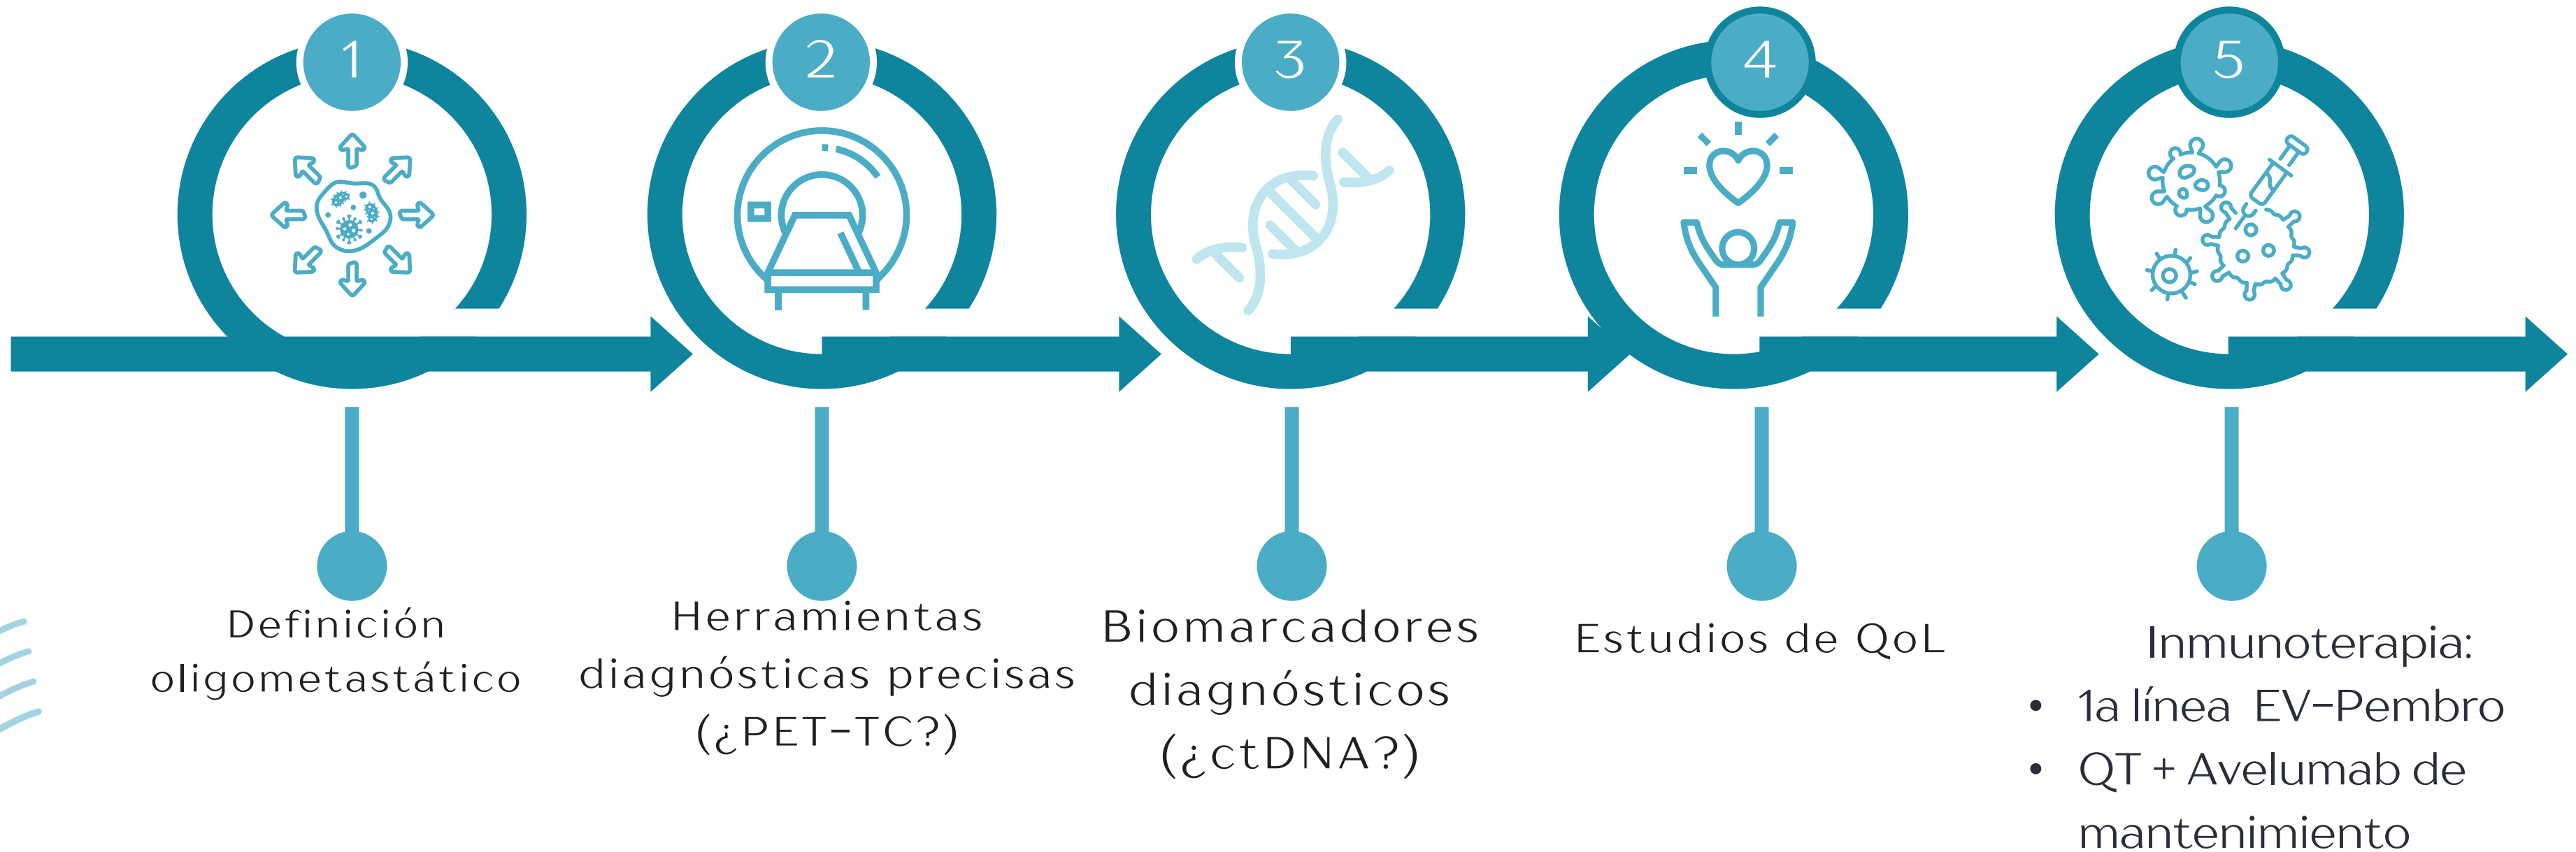 1
2
3
4
5
Definición
oligometastático
Herramientas
diagnósticas precisas
(¿PET-TC?)
Biomarcadores
diagnósticos
(¿ctDNA?)
Estudios de QoL
Inmunoterapia:
• 1a línea EV-Pembro
• QT + Avelumab de
mantenimiento